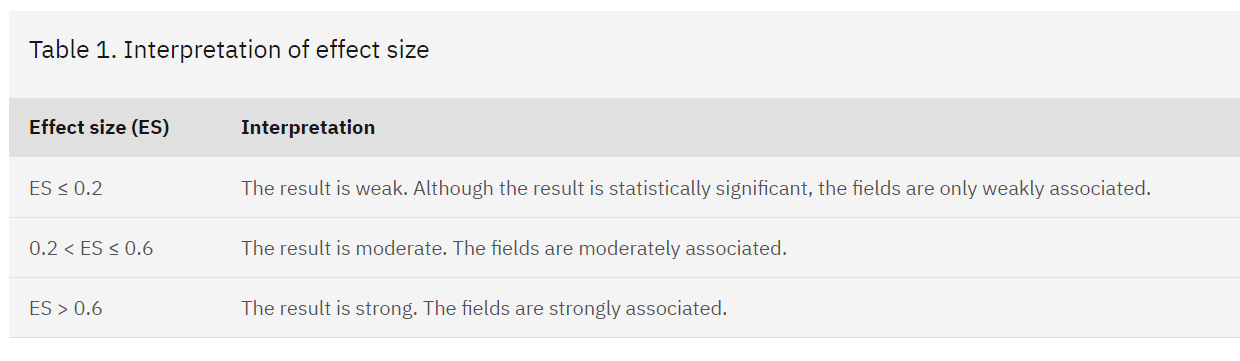 Table 1. Interpretation of effect size
Effect size (ES) Interpretation
ES ≤ 0.2 The result is weak. Although the result is statistically significant, the fields are only weakly associated.
0.2 < ES ≤ 0.6 The result is moderate. The fields are moderately associated.
ES > 0.6 The result is strong. The fields are strongly associated.